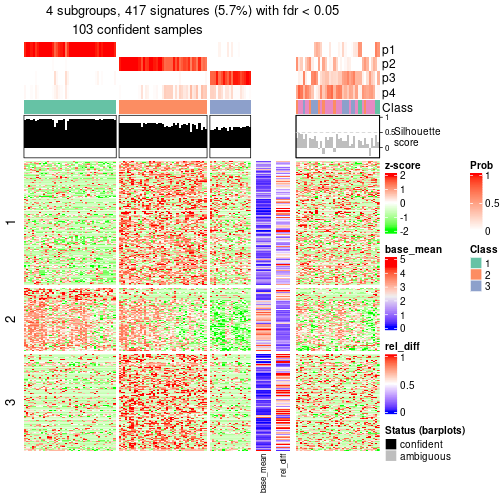 4 subgroups, 417 signatures (5.7%) with fdr < 0.05
103 confident samples
p1
p2
p3
p4
Class
1
0.5
0
Silhouette
score
1
2
3
z-score
2
1
0
-1
-2
Prob
1
0.5
0
base_mean
5
4
3
2
1
0
Class
1
2
3
rel_diff
1
0.5
0
Status (barplots)
confident
ambiguous
base_mean
rel_diff